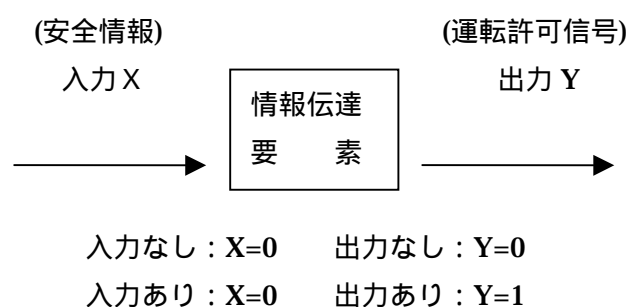 (安全情報) (運転許可信号)
入力X 出力 Y
情報伝達
要 素
入力なし:X=0 出力なし:Y=0
入力あり:X=0 出力あり:Y=1